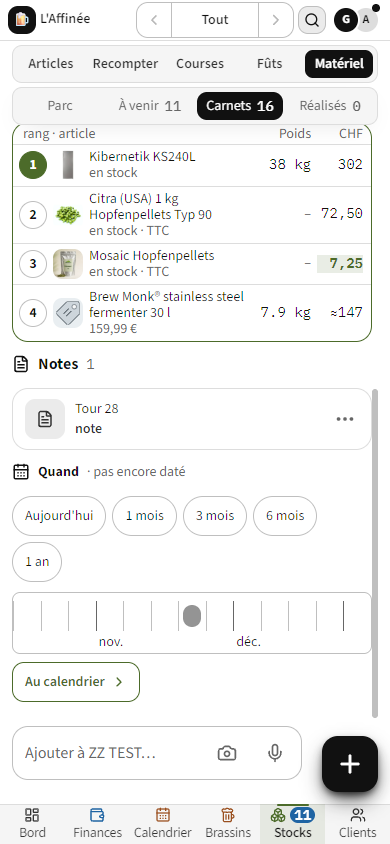 L'Affinée
Tout
G
A
Articles Recompter Courses Fûts Matériel
Parc À venir 11 Carnets 16 Réalisés 0
rang · article Poids CHF
1 Kibernetik KS240L 38 kg 302
en stock
Citra (USA) 1 kg
2 Hopfenpellets Typ 90 – 72,50
en stock · TTC
3 Mosaic Hopfenpellets – 7,25
en stock · TTC
Brew Monk® stainless steel
4 fermenter 30 l 7.9 kg ≈147
159,99 €
Notes 1
Tour 28
note
Quand · pas encore daté
Aujourd'hui 1 mois 3 mois 6 mois
1 an
nov. déc.
Au calendrier
Ajouter à ZZ TEST…
11
Bord Finances Calendrier Brassins Stocks Clients